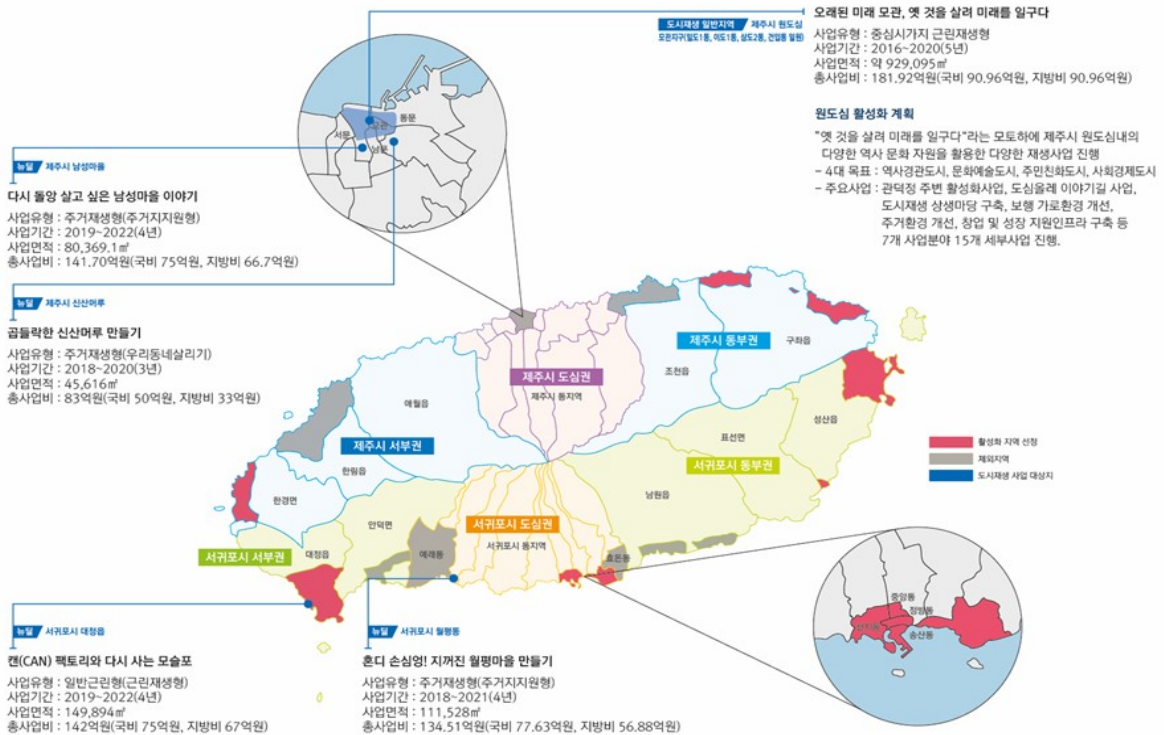 오래된 미래 모관, 옛 것을 살려 미래를 일구다
도시재생 일반지역 제주시 원도심
모관지구(일도1동, 이도1동, 삼도2동, 건입동 일원)
사업유형 : 중심시가지 근린재생형
사업기간 : 2016~2020(5년)
사업면적 : 약 929,095㎡
총사업비 : 181.92억원(국비 90.96억원, 지방비 90.96억원)
원도심 활성화 계획
"옛 것을 살려 미래를 일구다"라는 모토하에 제주시 원도심내의
다양한 역사 문화 자원을 활용한 다양한 재생사업 진행
- 4대 목표 : 역사경관도시, 문화예술도시, 주민친화도시, 사회경제도시
- 주요사업 : 관덕정 주변 활성화사업, 도심올레 이야기길 사업,
도시재생 상생마당 구축, 보행 가로환경 개선,
주거환경 개선, 창업 및 성장 지원인프라 구축 등
7개 사업분야 15개 세부사업 진행.
서문
모관
동문
남문
뉴딜 제주시 남성마을
다시 돌앙 살고 싶은 남성마을 이야기
사업유형 : 주거재생형(주거지지원형)
사업기간 : 2019~2022(4년)
사업면적 : 80,369.1㎡
총사업비 : 141.70억원(국비 75억원, 지방비 66.7억원)
뉴딜 제주시 신산머루
곱들락한 신산머루 만들기
사업유형 : 주거재생형(우리동네살리기)
사업기간 : 2018~2020(3년)
사업면적 : 45,616㎡
총사업비 : 83억원(국비 50억원, 지방비 33억원)
제주시 동부권
구좌읍
조천읍
제주시 도심권
제주시 동지역
애월읍
제주시 서부권
한림읍
한경면
성산읍
표선면
서귀포시 동부권
남원읍
활성화 지역 선정
제외지역
도시재생 사업 대상지
안덕면
서귀포시 도심권
서귀포시 동지역
서귀포시 서부권
대정읍
예래동
효돈동
중앙동
정방동
천지동
송산동
뉴딜 서귀포시 대정읍
캔(CAN) 팩토리와 다시 사는 모슬포
사업유형 : 일반근린형(근린재생형)
사업기간 : 2019~2022(4년)
사업면적 : 149,894㎡
총사업비 : 142억원(국비 75억원, 지방비 67억원)
뉴딜 서귀포시 월평동
혼디 손심엉! 지꺼진 월평마을 만들기
사업유형 : 주거재생형(주거지지원형)
사업기간 : 2018~2021(4년)
사업면적 : 111,528㎡
총사업비 : 134.51억원(국비 77.63억원, 지방비 56.88억원)